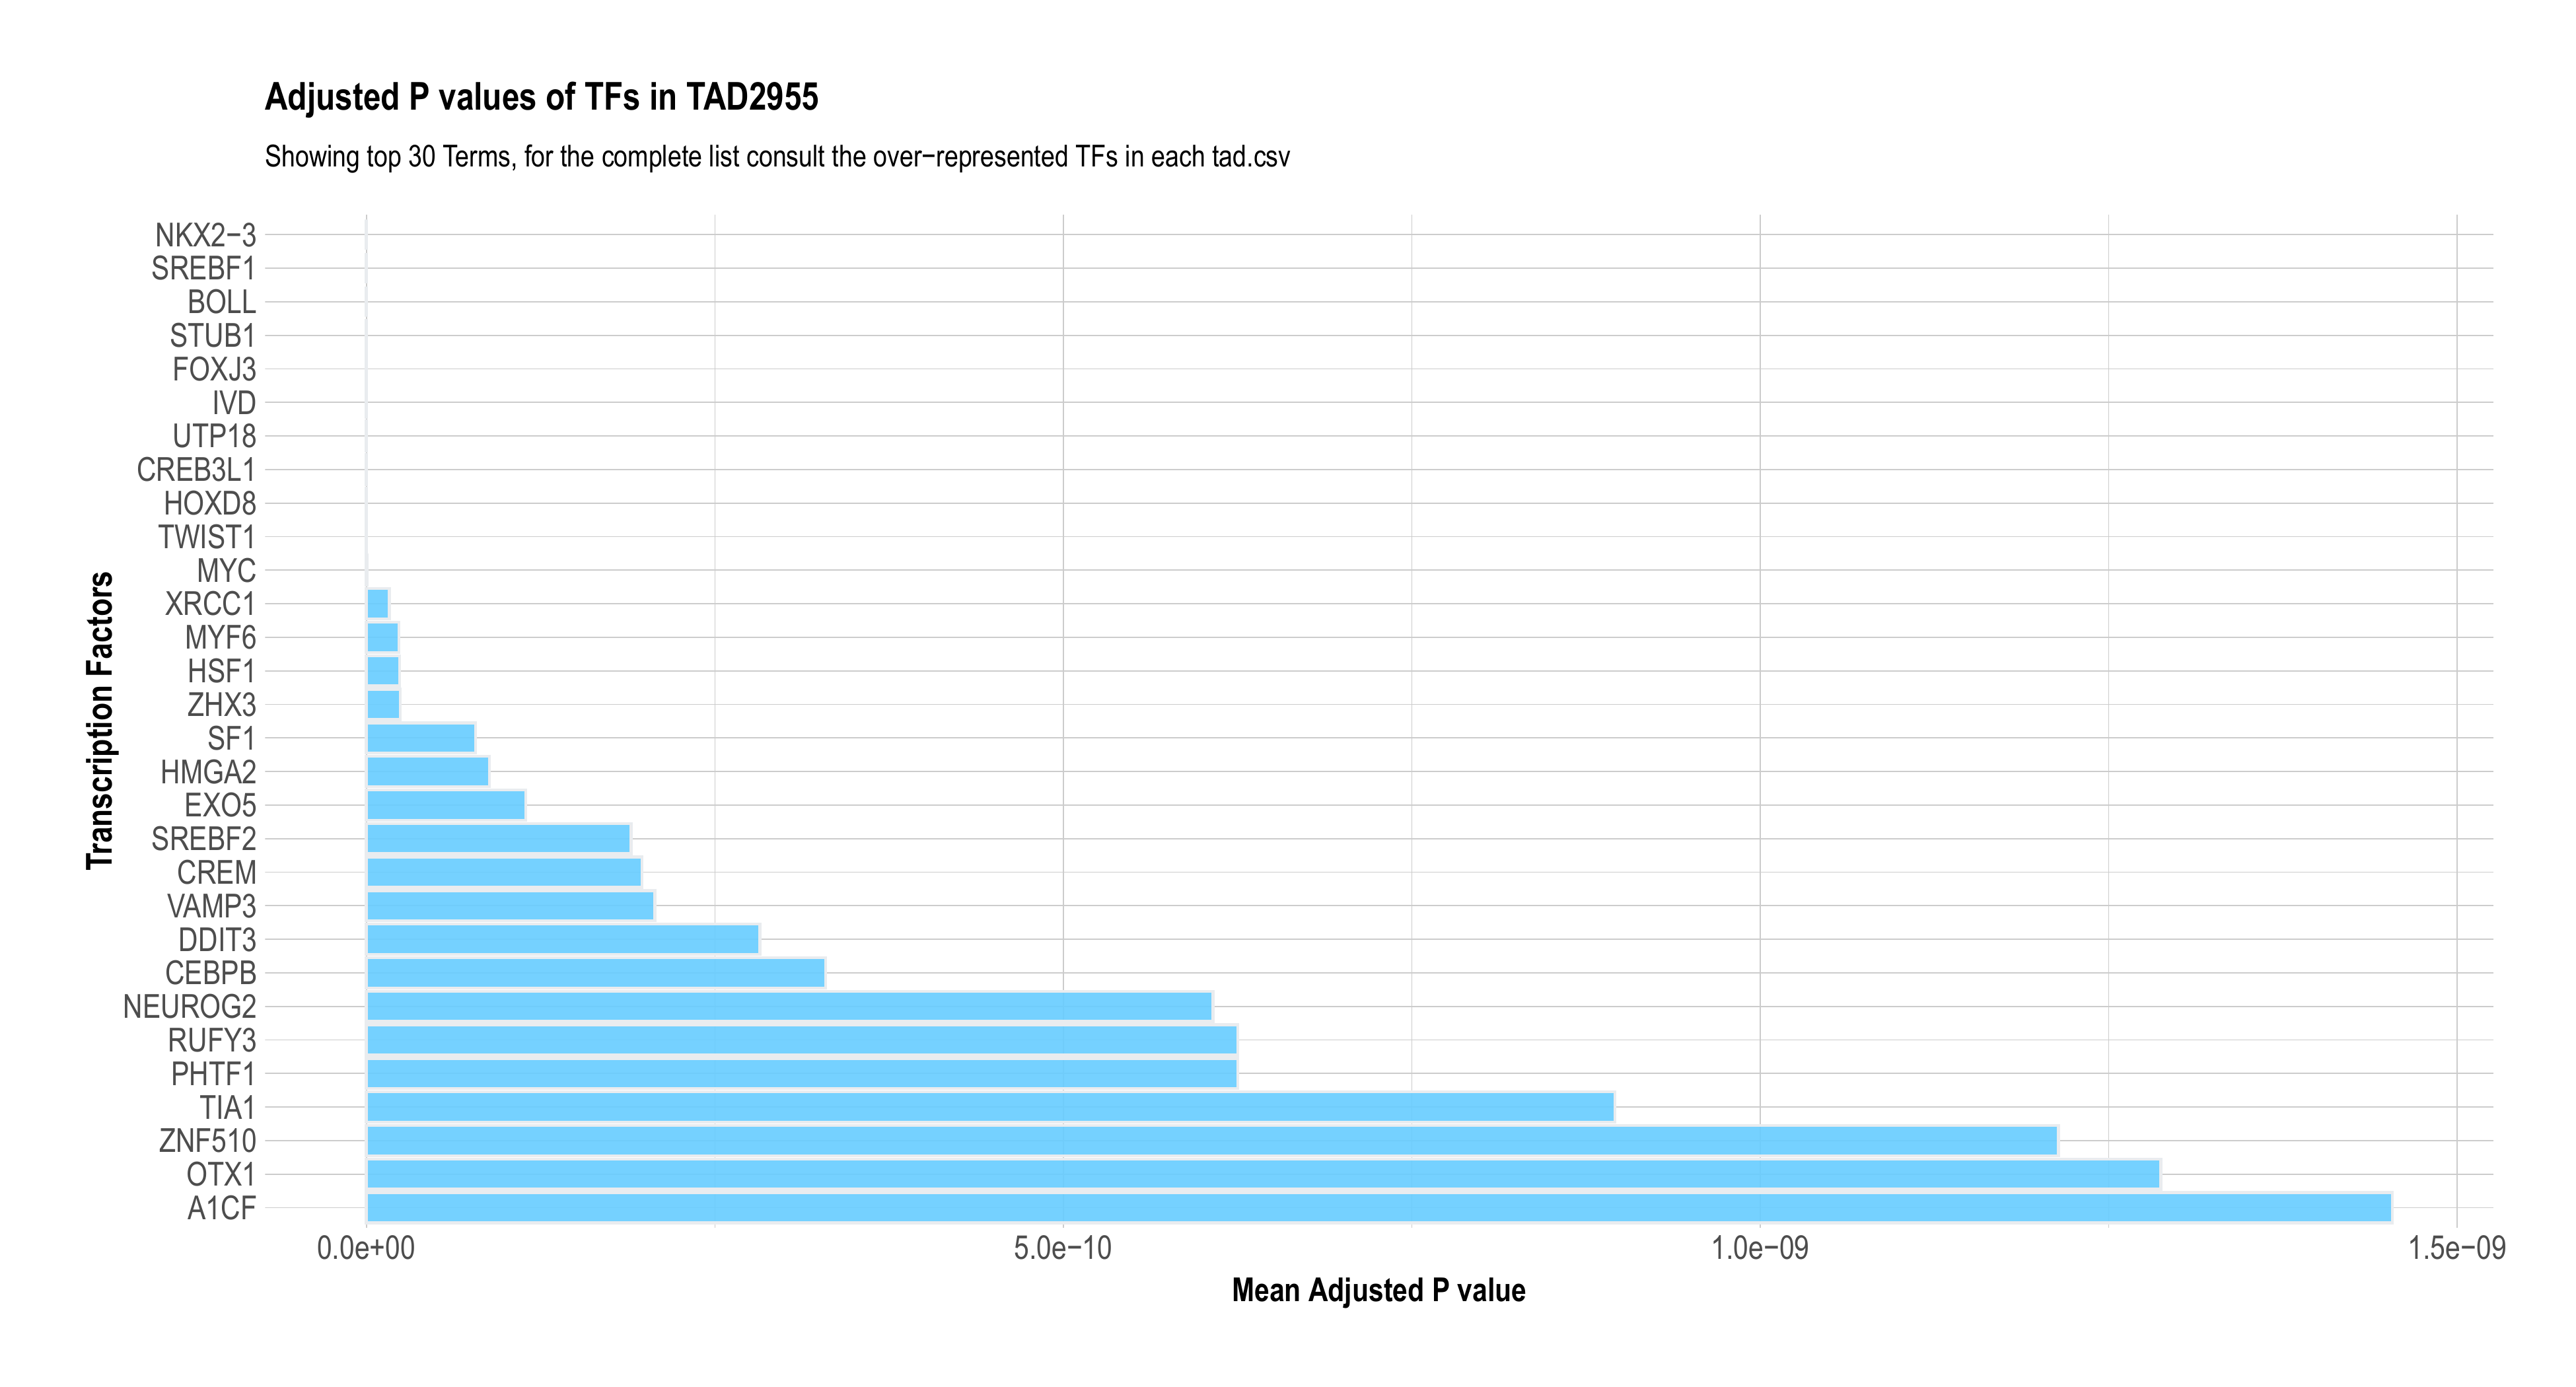 Adjusted P values of TFs in TAD2955
Showing top 30 Terms, for the complete list consult the over−represented TFs in each tad.csv
Transcription Factors
NKX2−3
SREBF1
BOLL
STUB1
FOXJ3
IVD
UTP18
CREB3L1
HOXD8
TWIST1
MYC
XRCC1
MYF6
HSF1
ZHX3
SF1
HMGA2
EXO5
SREBF2
CREM
VAMP3
DDIT3
CEBPB
NEUROG2
RUFY3
PHTF1
TIA1
ZNF510
OTX1
A1CF
0.0e+00 5.0e−10 1.0e−09 1.5e−09
Mean Adjusted P value